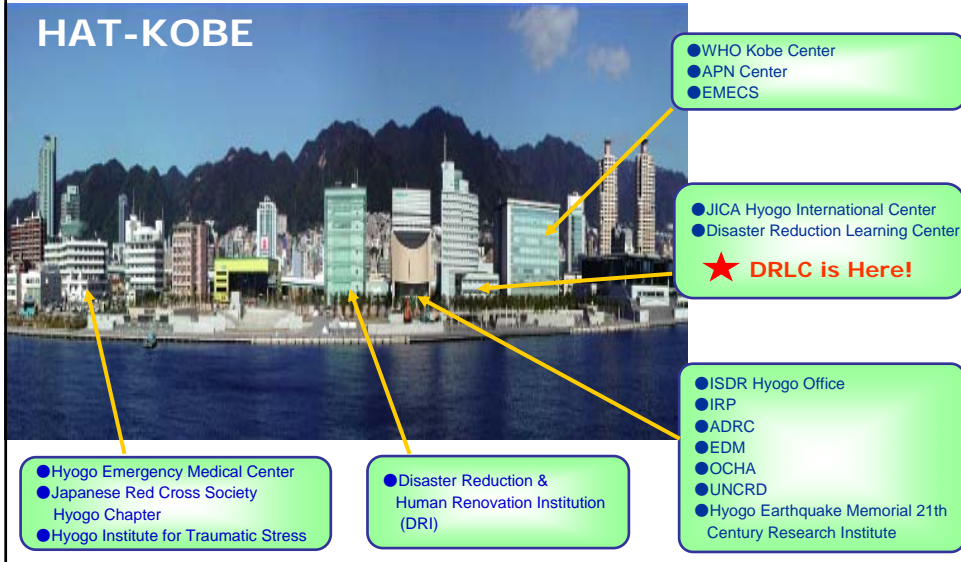 HAT-KOBE
●WHO Kobe Center
●APN Center
●EMECS
●JICA Hyogo International Center
●Disaster Reduction Learning Center
★ DRLC is Here!
●ISDR Hyogo Office
●IRP
●ADRC
●EDM
●OCHA
●UNCRD
●Hyogo Earthquake Memorial 21th
Century Research Institute
●Hyogo Emergency Medical Center
●Japanese Red Cross Society
Hyogo Chapter
●Hyogo Institute for Traumatic Stress
●Disaster Reduction &
Human Renovation Institution
(DRI)